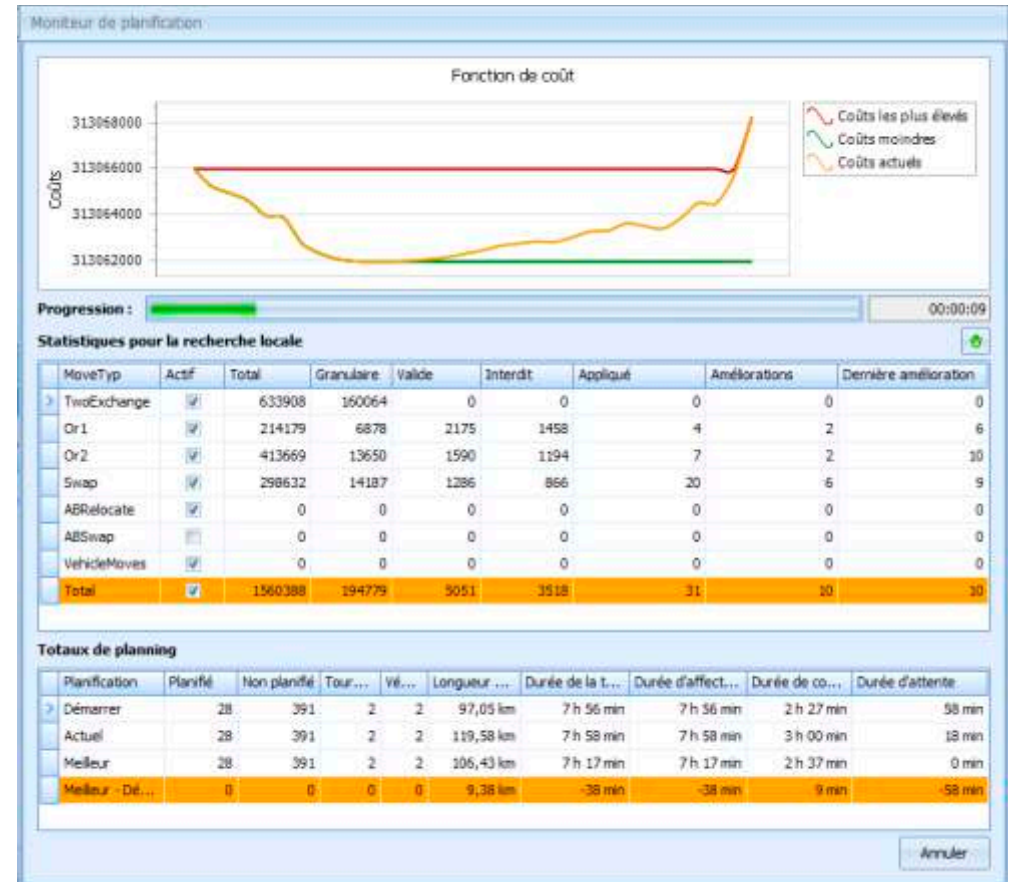 Moniteur de planification
Fonction de coût
Coûts
313068000
313066000
313064000
313062000
Coûts les plus élevés
Coûts moindres
Coûts actuels
Progression :
00:00:09
Statistiques pour la recherche locale
MoveTyp Actif Total Granulaire Valide Interdit Appliqué Améliorations Dernière amélioration
TwoExchange 633908 160064 0 0 0 0 0
Or1 214179 6878 2175 1458 4 2 6
Or2 413669 13650 1590 1194 7 2 10
Swap 298632 14187 1286 866 20 6 9
ABRelocate 0 0 0 0 0 0 0
ABSwap 0 0 0 0 0 0 0
VehicleMoves 0 0 0 0 0 0 0
Total 1560388 194779 5051 3518 31 10 10
Totaux de planning
Planification Planifié Non planifié Tour... Vé... Longueur ... Durée de la t... Durée d'affect... Durée de co... Durée d'attente
Démarrer 28 391 2 2 97,05 km 7 h 56 min 7 h 56 min 2 h 27 min 58 min
Actuel 28 391 2 2 119,58 km 7 h 58 min 7 h 58 min 3 h 00 min 18 min
Meilleur 28 391 2 2 106,43 km 7 h 17 min 7 h 17 min 2 h 37 min 0 min
Meilleur - Dé... 0 0 0 0 9,38 km -38 min -38 min 9 min -58 min
Annuler